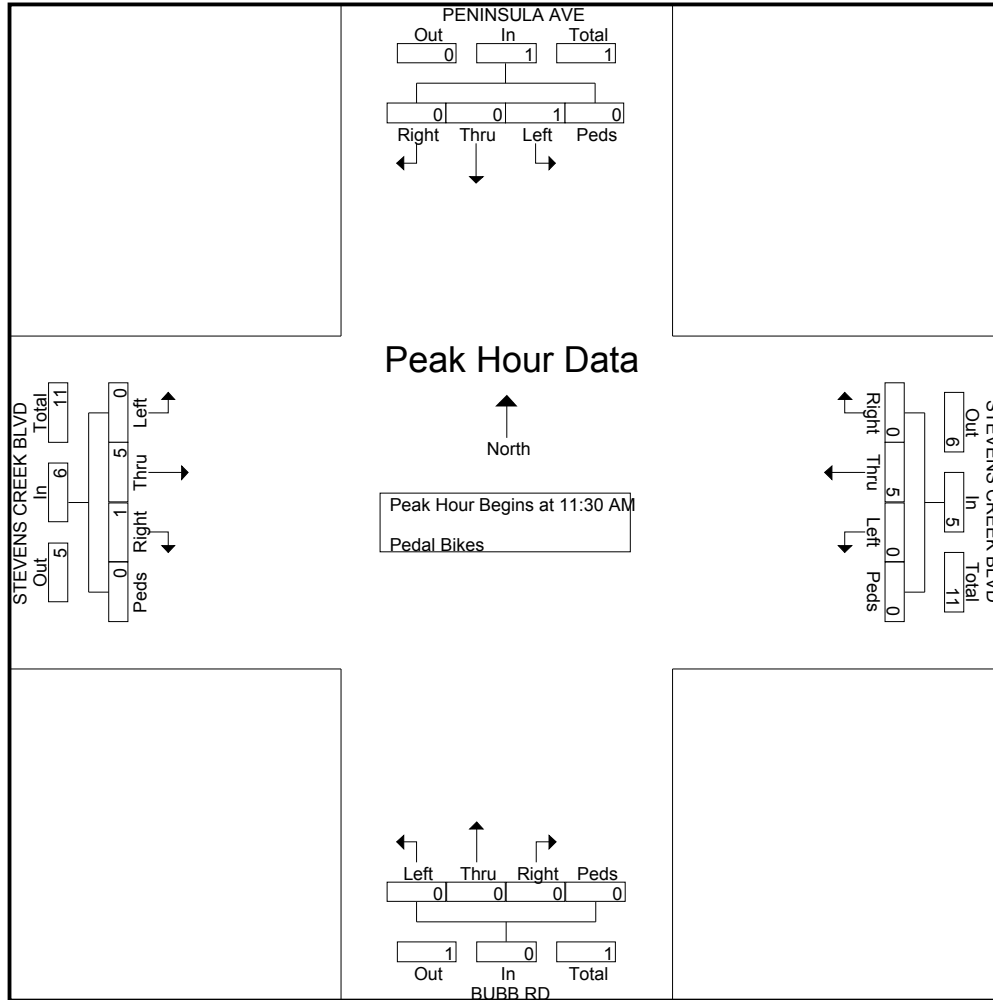 PENINSULA AVE
Out In Total
0 1 1
0 0 1 0
Right Thru Left Peds
Peak Hour Data
North
Peak Hour Begins at 11:30 AM
Pedal Bikes
STEVENS CREEK BLVD
Out In Total
5 6 11
Left Thru Right Peds
0 5 1 0
STEVENS CREEK BLVD
Out In Total
6 5 11
Right Thru Left Peds
0 5 0 0
Left Thru Right Peds
0 0 0 0
1 0 1
Out In Total
BUBB RD